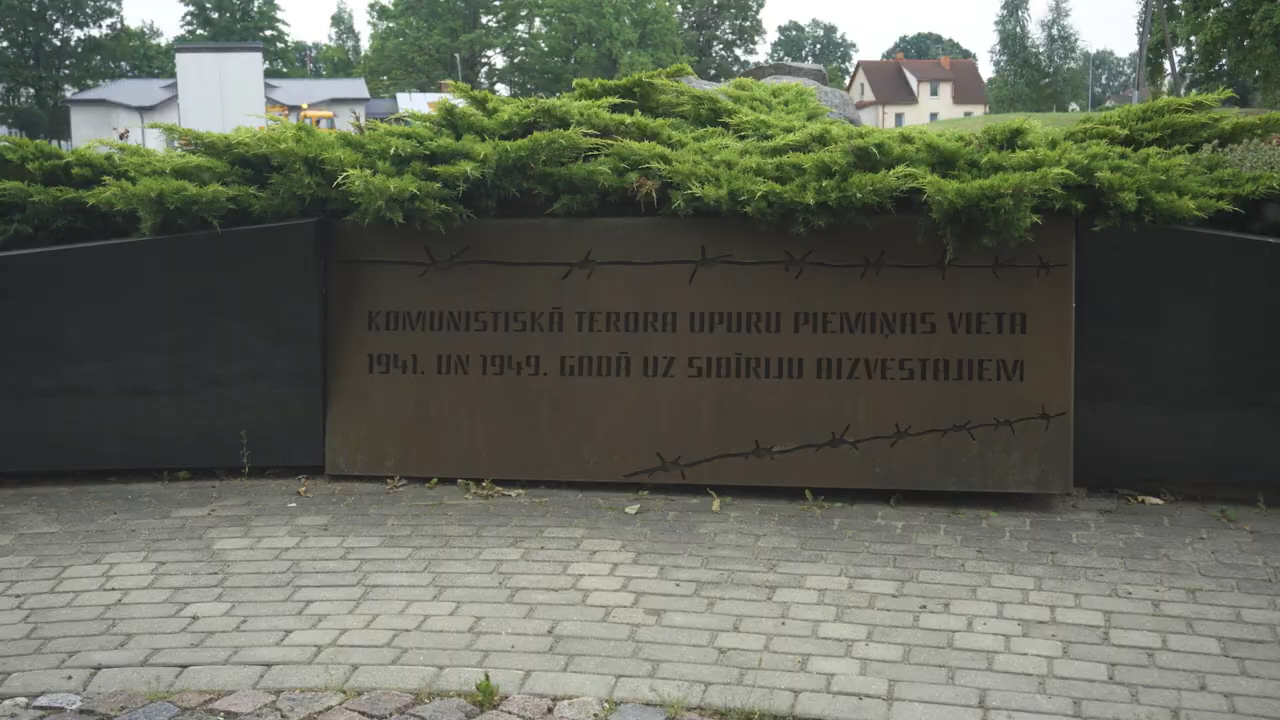 KOMUNISTISKĀ TERORA UPURU PIEMIŅAS VIETA
1941. UN 1949. GADĀ UZ SIBĪRIJU AIZVESTAJIEM